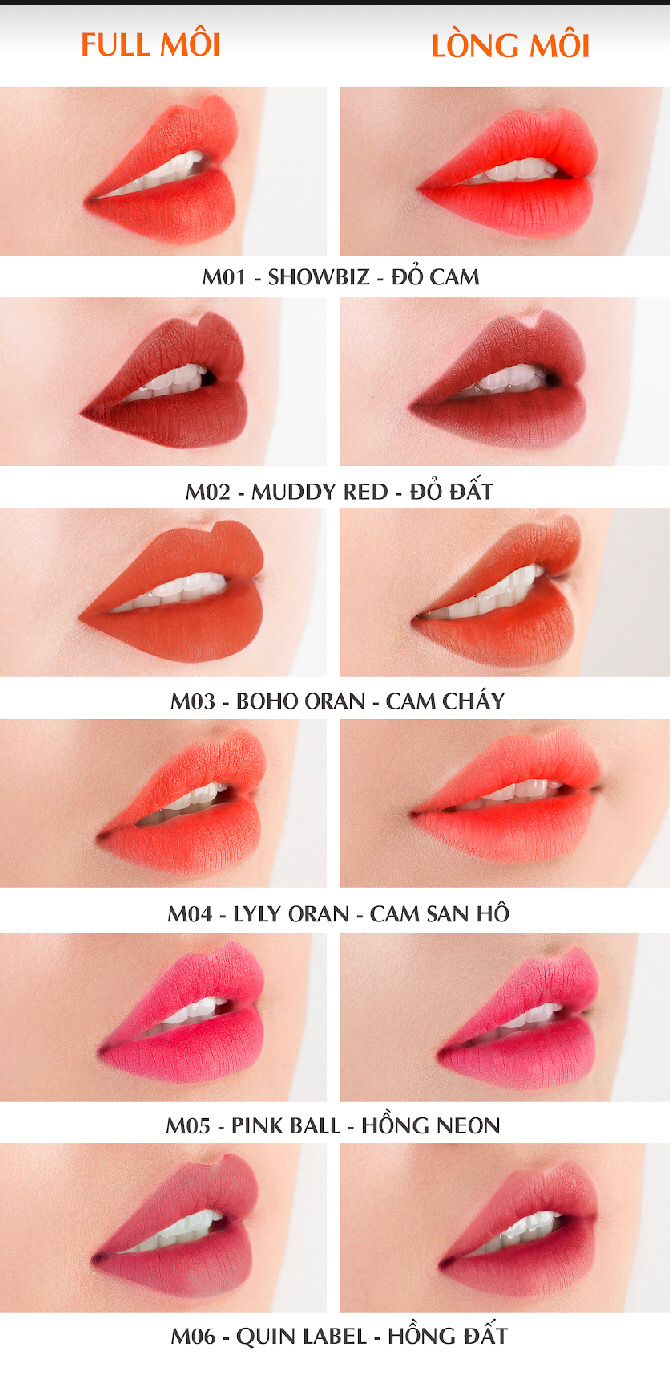 FULL MÔI
LÒNG MÔI
M01 - SHOWBIZ - ĐỎ CAM
M02 - MUDDY RED - ĐỎ ĐẤT
M03 - BOHO ORAN - CAM CHÁY
M04 - LYLY ORAN - CAM SAN HÔ
M05 - PINK BALL - HỒNG NEON
M06 - QUIN LABEL - HỒNG ĐẤT